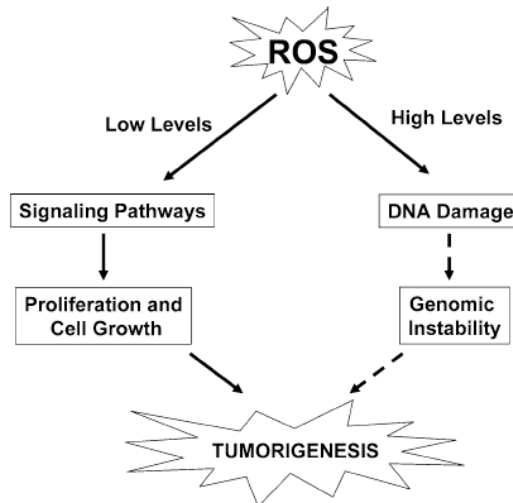 ROS
Low Levels
High Levels
Signaling Pathways
DNA Damage
Proliferation and
Cell Growth
Genomic
Instability
TUMORIGENESIS